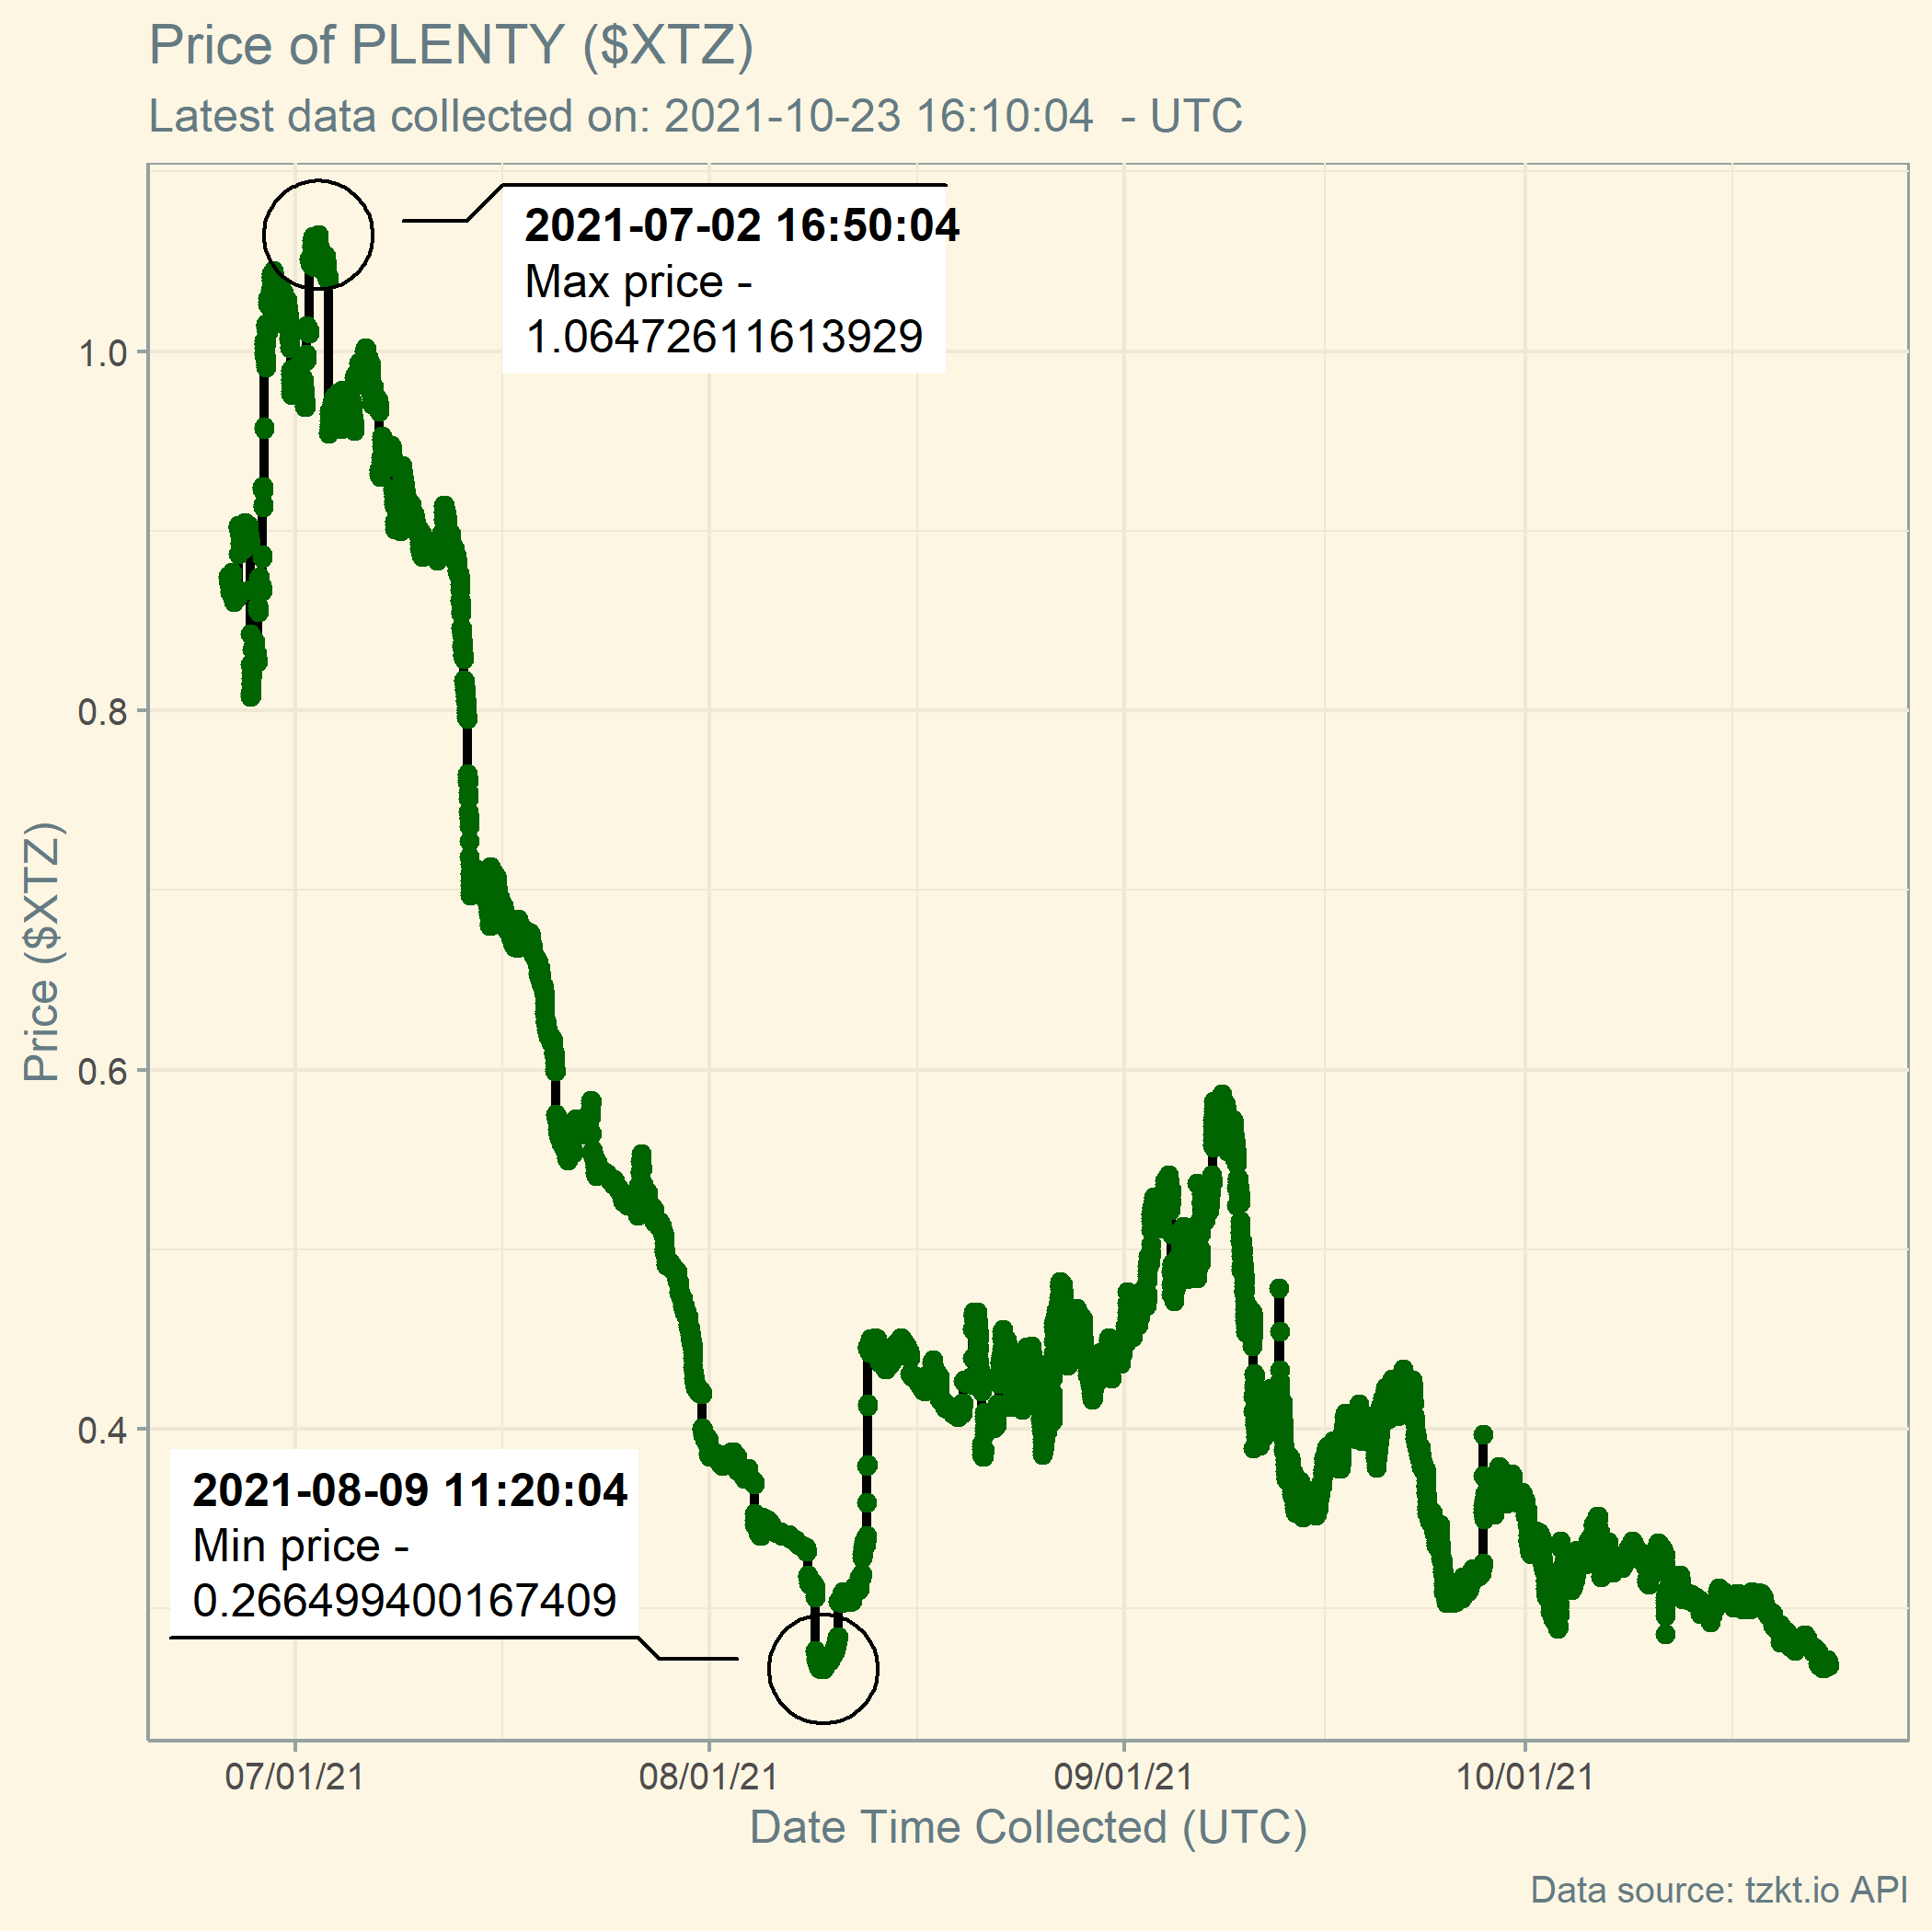 Price of PLENTY ($XTZ)
Latest data collected on: 2021-10-23 16:10:04  - UTC
2021-07-02 16:50:04
Max price -
1.06472611613929
1.0
0.8
Price ($XTZ)
0.6
0.4
2021-08-09 11:20:04
Min price -
0.266499400167409
07/01/21 08/01/21 09/01/21 10/01/21
Date Time Collected (UTC)
Data source: tzkt.io API